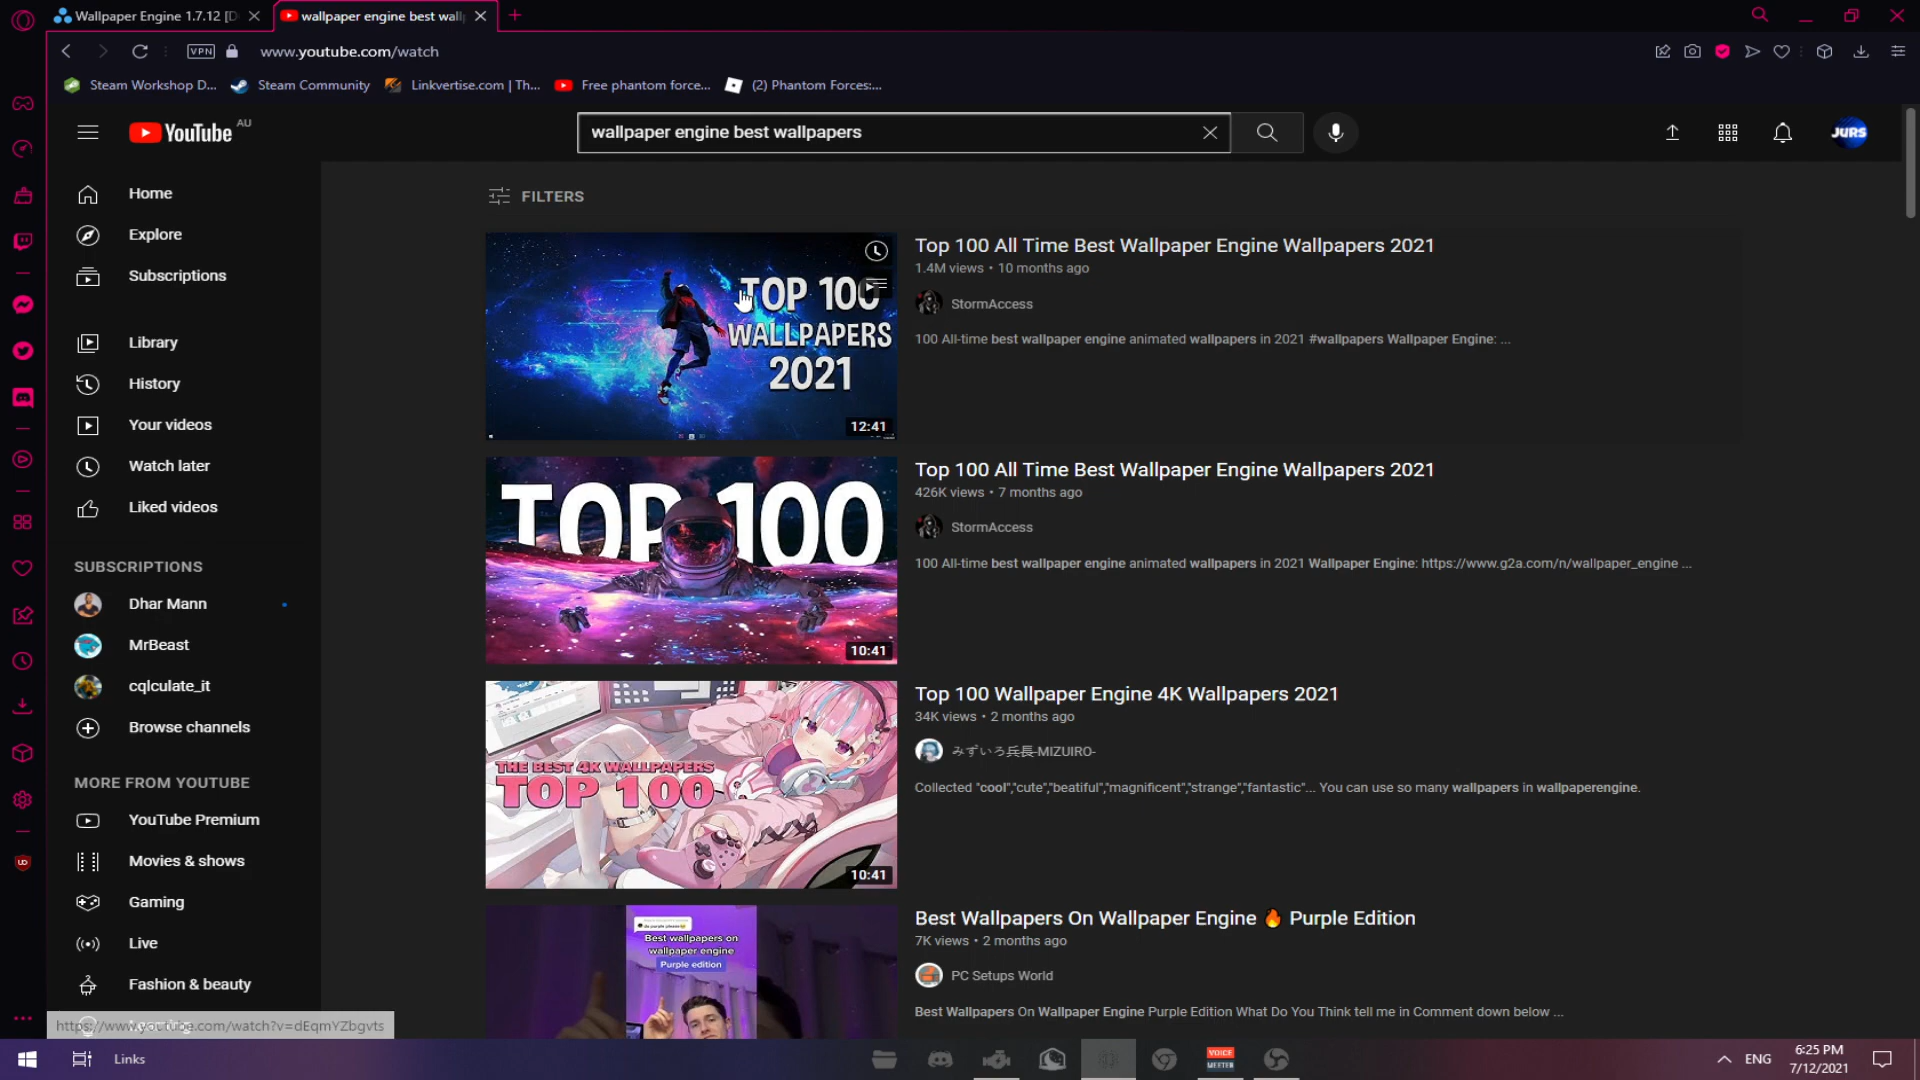 Wallpaper Engine 1.7.12 [D
wallpaper engine best wall
VPN
www.youtube.com/watch
Steam Workshop D...
Steam Community
Linkvertise.com | Th...
Free phantom force...
(2) Phantom Forces:...
YouTube AU
wallpaper engine best wallpapers
JURS
Home
Explore
Subscriptions
Library
History
Your videos
Watch later
Liked videos
SUBSCRIPTIONS
Dhar Mann
MrBeast
cqlculate_it
Browse channels
MORE FROM YOUTUBE
YouTube Premium
Movies & shows
Gaming
Live
Fashion & beauty
https://www.youtube.com/watch?v=dEqmYZbgvts
FILTERS
TOP 100
WALLPAPERS
2021
12:41
Top 100 All Time Best Wallpaper Engine Wallpapers 2021
1.4M views • 10 months ago
StormAccess
100 All-time best wallpaper engine animated wallpapers in 2021 #wallpapers Wallpaper Engine: ...
TOP 100
10:41
Top 100 All Time Best Wallpaper Engine Wallpapers 2021
426K views • 7 months ago
StormAccess
100 All-time best wallpaper engine animated wallpapers in 2021 Wallpaper Engine: https://www.g2a.com/n/wallpaper_engine ...
THE BEST 4K WALLPAPERS
TOP 100
10:41
Top 100 Wallpaper Engine 4K Wallpapers 2021
34K views • 2 months ago
みずいろ兵長-MIZUIRO-
Collected "cool","cute","beatiful","magnificent","strange","fantastic"... You can use so many wallpapers in wallpaperengine.
Best wallpapers on
wallpaper engine
Purple edition
Best Wallpapers On Wallpaper Engine 🔥 Purple Edition
7K views • 2 months ago
PC Setups World
Best Wallpapers On Wallpaper Engine Purple Edition What Do You Think tell me in Comment down below ...
Links
VOICE
MEETER
ENG
6:25 PM
7/12/2021